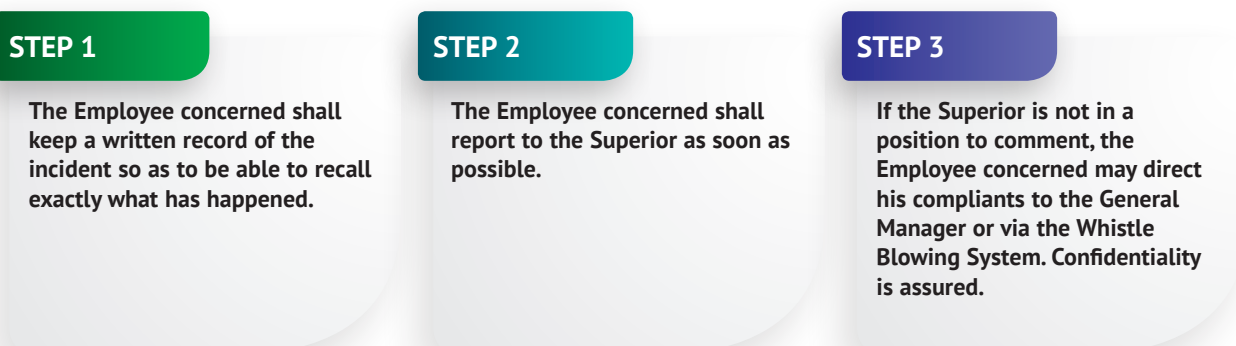 STEP 1
The Employee concerned shall
keep a written record of the
incident so as to be able to recall
exactly what has happened.
STEP 2
The Employee concerned shall
report to the Superior as soon as
possible.
STEP 3
If the Superior is not in a
position to comment, the
Employee concerned may direct
his compliants to the General
Manager or via the Whistle
Blowing System. Confidentiality
is assured.